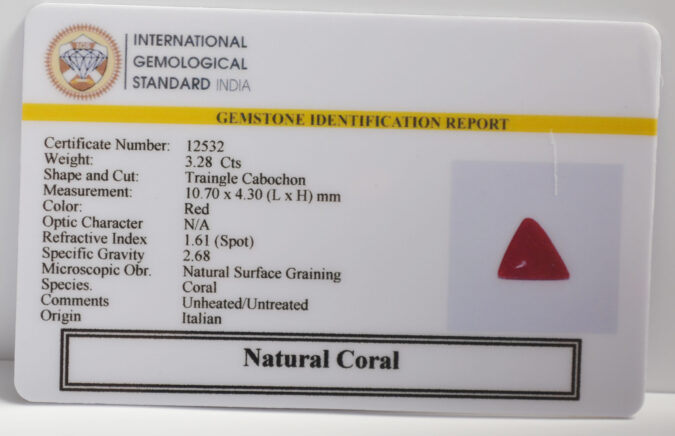 INTERNATIONAL
GEMOLOGICAL
STANDARD INDIA
GEMSTONE IDENTIFICATION REPORT
Certificate Number: 12532
Weight: 3.28 Cts
Shape and Cut: Traingle Cabochon
Measurement: 10.70 x 4.30 (L x H) mm
Color: Red
Optic Character N/A
Refractive Index 1.61 (Spot)
Specific Gravity 2.68
Microscopic Obr. Natural Surface Graining
Species. Coral
Comments Unheated/Untreated
Origin Italian
Natural Coral